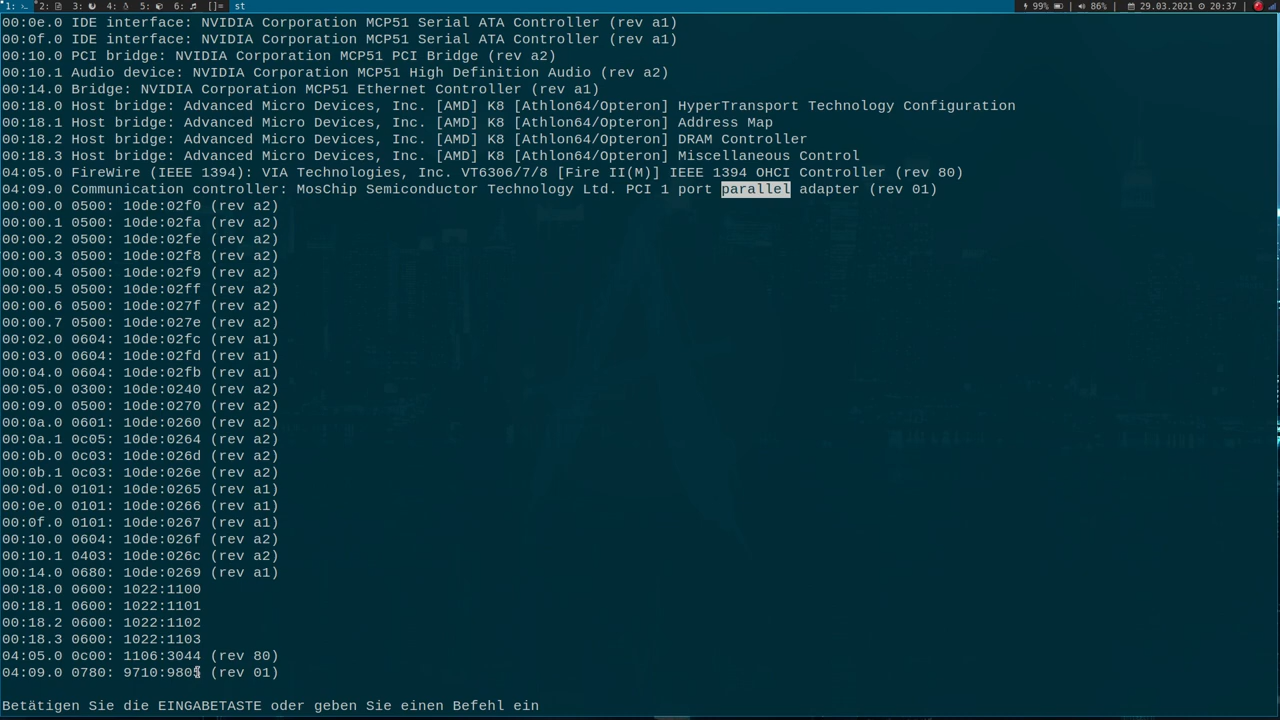 1: 2: 3: 4: 5: 6: []= st 99% | 86% | 29.03.2021 20:37 |
00:0e.0 IDE interface: NVIDIA Corporation MCP51 Serial ATA Controller (rev a1)
00:0f.0 IDE interface: NVIDIA Corporation MCP51 Serial ATA Controller (rev a1)
00:10.0 PCI bridge: NVIDIA Corporation MCP51 PCI Bridge (rev a2)
00:10.1 Audio device: NVIDIA Corporation MCP51 High Definition Audio (rev a2)
00:14.0 Bridge: NVIDIA Corporation MCP51 Ethernet Controller (rev a1)
00:18.0 Host bridge: Advanced Micro Devices, Inc. [AMD] K8 [Athlon64/Opteron] HyperTransport Technology Configuration
00:18.1 Host bridge: Advanced Micro Devices, Inc. [AMD] K8 [Athlon64/Opteron] Address Map
00:18.2 Host bridge: Advanced Micro Devices, Inc. [AMD] K8 [Athlon64/Opteron] DRAM Controller
00:18.3 Host bridge: Advanced Micro Devices, Inc. [AMD] K8 [Athlon64/Opteron] Miscellaneous Control
04:05.0 FireWire (IEEE 1394): VIA Technologies, Inc. VT6306/7/8 [Fire II(M)] IEEE 1394 OHCI Controller (rev 80)
04:09.0 Communication controller: MosChip Semiconductor Technology Ltd. PCI 1 port parallel adapter (rev 01)
00:00.0 0500: 10de:02f0 (rev a2)
00:00.1 0500: 10de:02fa (rev a2)
00:00.2 0500: 10de:02fe (rev a2)
00:00.3 0500: 10de:02f8 (rev a2)
00:00.4 0500: 10de:02f9 (rev a2)
00:00.5 0500: 10de:02ff (rev a2)
00:00.6 0500: 10de:027f (rev a2)
00:00.7 0500: 10de:027e (rev a2)
00:02.0 0604: 10de:02fc (rev a1)
00:03.0 0604: 10de:02fd (rev a1)
00:04.0 0604: 10de:02fb (rev a1)
00:05.0 0300: 10de:0240 (rev a2)
00:09.0 0500: 10de:0270 (rev a2)
00:0a.0 0601: 10de:0260 (rev a2)
00:0a.1 0c05: 10de:0264 (rev a2)
00:0b.0 0c03: 10de:026d (rev a2)
00:0b.1 0c03: 10de:026e (rev a2)
00:0d.0 0101: 10de:0265 (rev a1)
00:0e.0 0101: 10de:0266 (rev a1)
00:0f.0 0101: 10de:0267 (rev a1)
00:10.0 0604: 10de:026f (rev a2)
00:10.1 0403: 10de:026c (rev a2)
00:14.0 0680: 10de:0269 (rev a1)
00:18.0 0600: 1022:1100
00:18.1 0600: 1022:1101
00:18.2 0600: 1022:1102
00:18.3 0600: 1022:1103
04:05.0 0c00: 1106:3044 (rev 80)
04:09.0 0780: 9710:9805 (rev 01)
Betätigen Sie die EINGABETASTE oder geben Sie einen Befehl ein